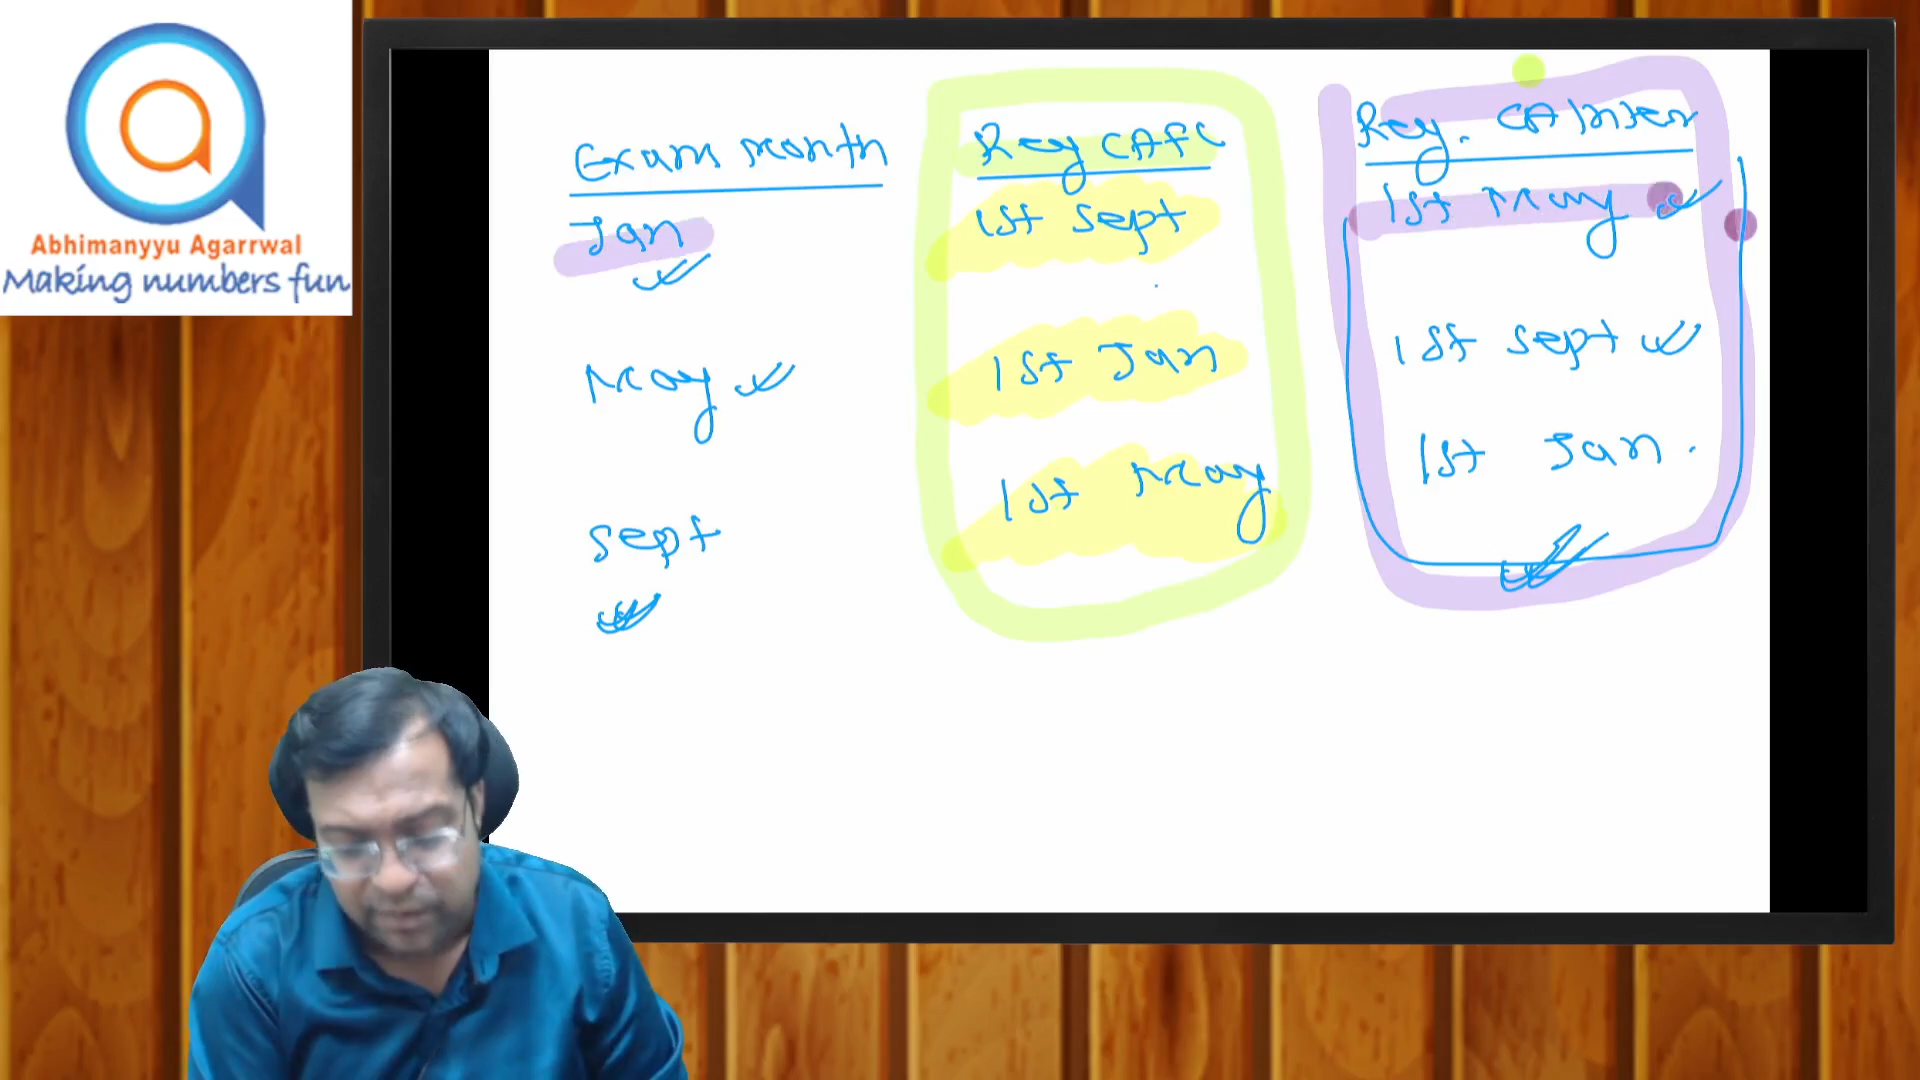 Abhimanyyu Agarrwal
Making numbers fun
Exam month Reg CAFC Reg. CA Inter
Jan 1st Sept 1st May
May 1st Jan 1st Sept
Sept 1st May 1st Jan.